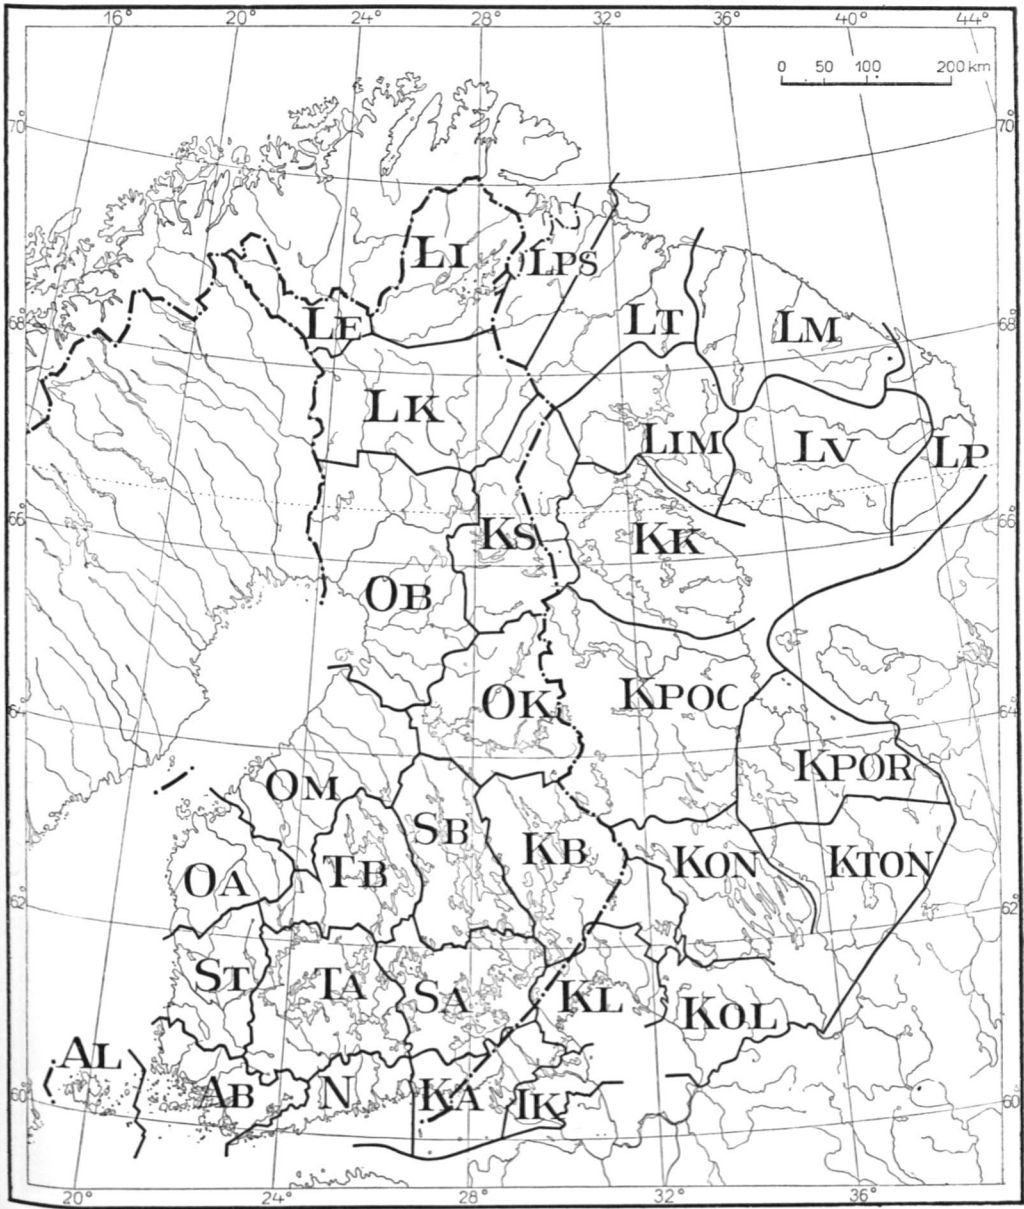 16° 20° 24° 28° 32° 36° 40° 44°
0 50 100 200 km
70° 70°
LI LPS
68° LE LT LM 68°
LK LIM LV LP
66° KS KK 66°
OB
OK KPOC
64° 64°
OM KPOR
SB KB
OA TB KON KTON
62° 62°
ST TA SA KL KOL
AL
60° AB N KA IK 60°
20° 24° 28° 32° 36°